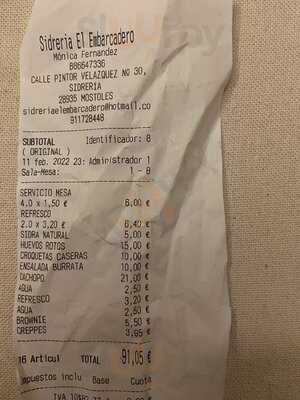 Sidreria El Embarcadero
Mónica Fernandez
B86647336
CALLE PINTOR VELAZQUEZ Nº 30,
SIDRERIA
28935 MOSTOLES
sidreriaelembarcadero@hotmail.co
911728448
SUBTOTAL Identificador: 8
( ORIGINAL )
11 feb. 2022 23: Administrador 1
Sala-Mesa: 1 - 8
SERVICIO MESA
4.0 x 1,50 € 6,00 €
REFRESCO
2.0 x 3,20 € 6,40 €
SIDRA NATURAL 5,00 €
HUEVOS ROTOS 15,00 €
CROQUETAS CASERAS 10,00 €
ENSALADA BURRATA 10,00 €
CACHOPO 21,00 €
AGUA 2,50 €
REFRESCO 3,20 €
AGUA 2,50 €
BROWNIE 5,50 €
CREPPES 3,95 €
16 Articul TOTAL 91,05 €
Impuestos inclu Base Cuota